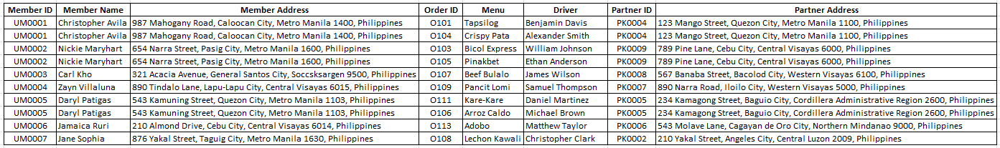 Member ID Member Name Member Address Order ID Menu Driver Partner ID Partner Address
UM0001 Christopher Avila 987 Mahogany Road, Caloocan City, Metro Manila 1400, Philippines O101 Tapsilog Benjamin Davis PK0004 123 Mango Street, Quezon City, Metro Manila 1100, Philippines
UM0001 Christopher Avila 987 Mahogany Road, Caloocan City, Metro Manila 1400, Philippines O104 Crispy Pata Alexander Smith PK0004 123 Mango Street, Quezon City, Metro Manila 1100, Philippines
UM0002 Nickie Maryhart 654 Narra Street, Pasig City, Metro Manila 1600, Philippines O103 Bicol Express William Johnson PK0009 789 Pine Lane, Cebu City, Central Visayas 6000, Philippines
UM0002 Nickie Maryhart 654 Narra Street, Pasig City, Metro Manila 1600, Philippines O105 Pinakbet Ethan Anderson PK0009 789 Pine Lane, Cebu City, Central Visayas 6000, Philippines
UM0003 Carl Kho 321 Acacia Avenue, General Santos City, Soccsksargen 9500, Philippines O107 Beef Bulalo James Wilson PK0008 567 Banaba Street, Bacolod City, Western Visayas 6100, Philippines
UM0004 Zayn Villaluna 890 Tindalo Lane, Lapu-Lapu City, Central Visayas 6015, Philippines O109 Pancit Lomi Samuel Thompson PK0007 890 Narra Road, Iloilo City, Western Visayas 5000, Philippines
UM0005 Daryl Patigas 543 Kamuning Street, Quezon City, Metro Manila 1103, Philippines O111 Kare-Kare Daniel Martinez PK0005 234 Kamagong Street, Baguio City, Cordillera Administrative Region 2600, Philippines
UM0005 Daryl Patigas 543 Kamuning Street, Quezon City, Metro Manila 1103, Philippines O106 Arroz Caldo Michael Brown PK0005 234 Kamagong Street, Baguio City, Cordillera Administrative Region 2600, Philippines
UM0006 Jamaica Ruri 210 Almond Drive, Cebu City, Central Visayas 6014, Philippines O113 Adobo Matthew Taylor PK0006 543 Molave Lane, Cagayan de Oro City, Northern Mindanao 9000, Philippines
UM0007 Jane Sophia 876 Yakal Street, Taguig City, Metro Manila 1630, Philippines O108 Lechon Kawali Christopher Clark PK0002 210 Yakal Street, Angeles City, Central Luzon 2009, Philippines